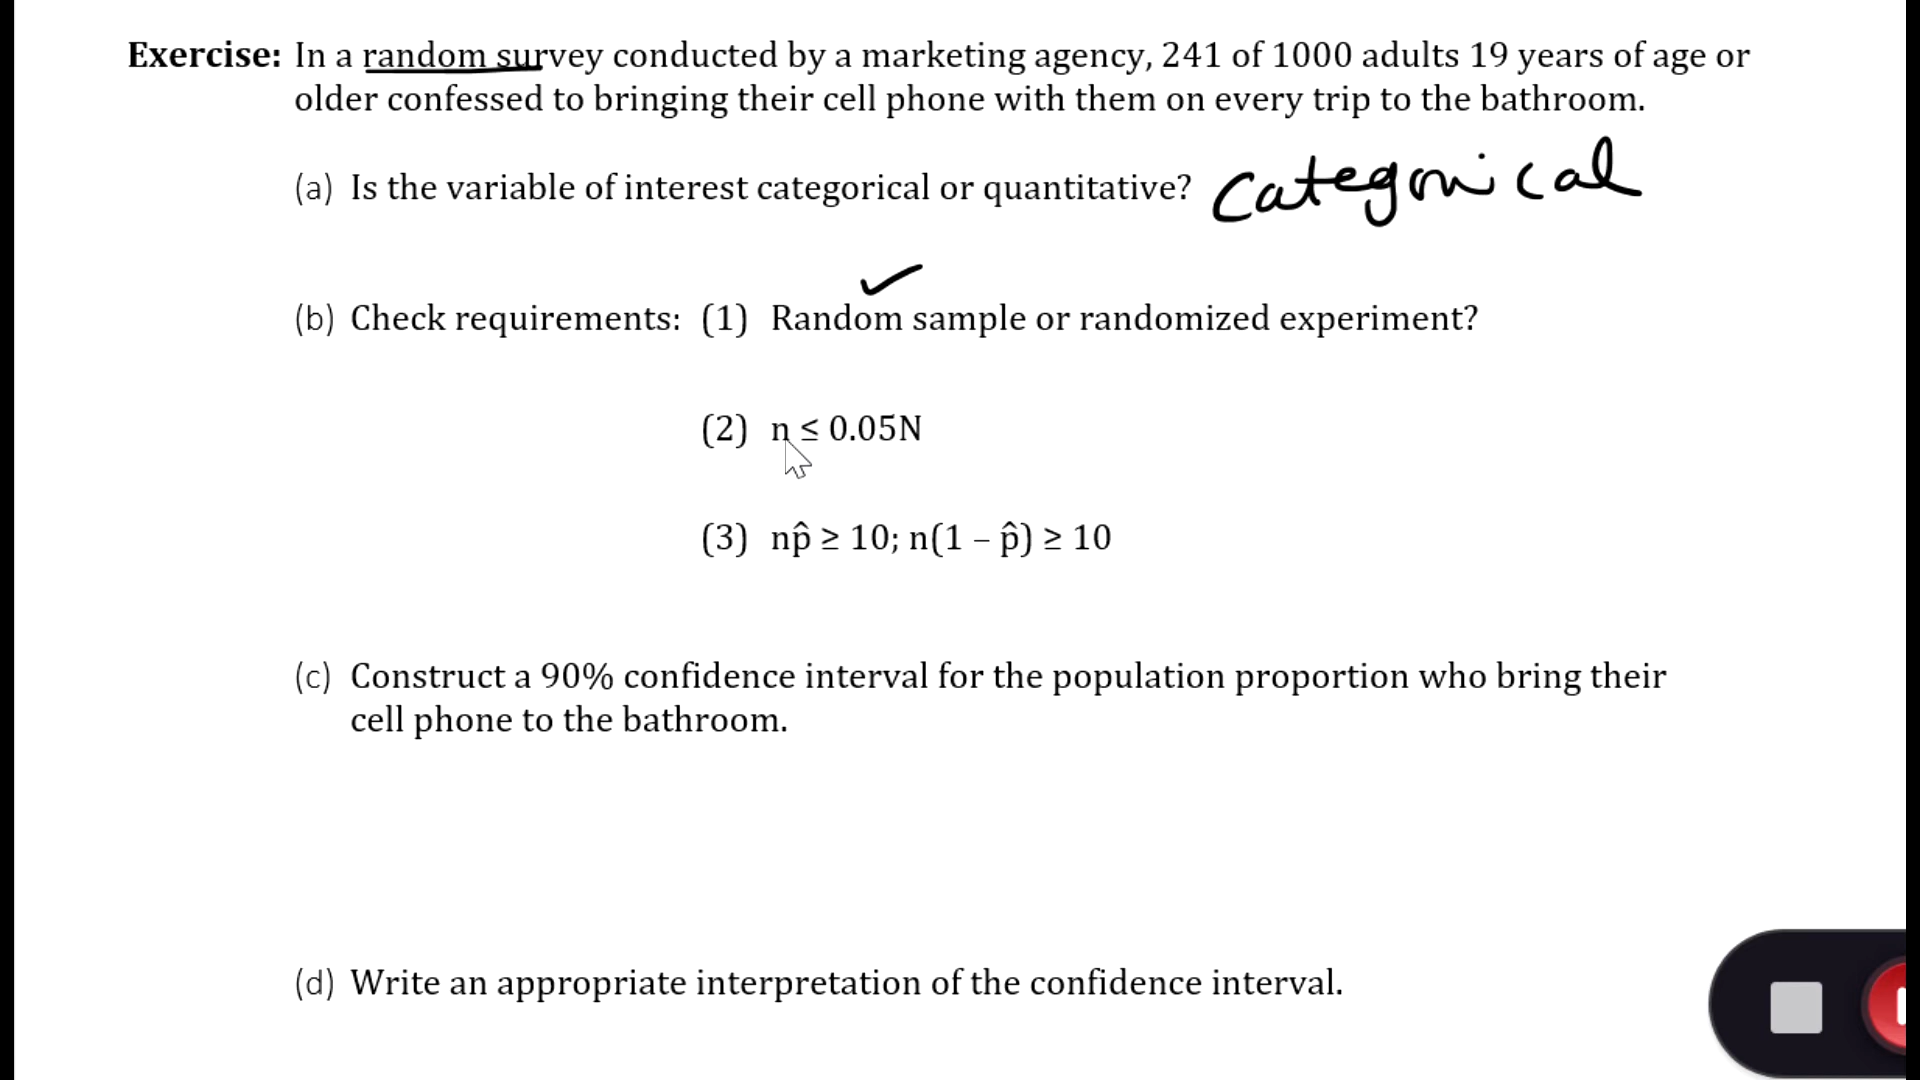 Exercise: In a random survey conducted by a marketing agency, 241 of 1000 adults 19 years of age or
older confessed to bringing their cell phone with them on every trip to the bathroom.
(a) Is the variable of interest categorical or quantitative? Categorical
(b) Check requirements: (1) Random sample or randomized experiment?
(2) n ≤ 0.05N
(3) np̂ ≥ 10; n(1 – p̂) ≥ 10
(c) Construct a 90% confidence interval for the population proportion who bring their
cell phone to the bathroom.
(d) Write an appropriate interpretation of the confidence interval.